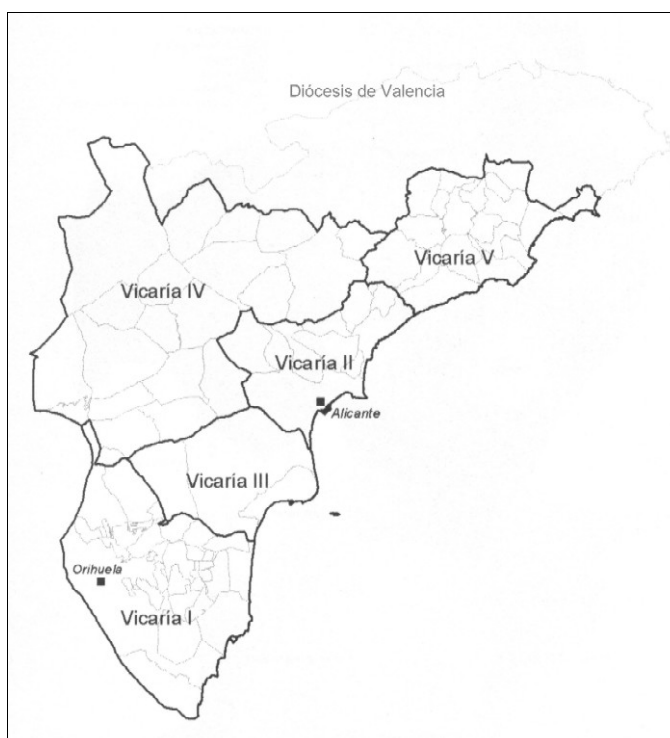 Diócesis de Valencia
Vicaría V
Vicaría IV
Vicaría II
Alicante
Vicaría III
Orihuela
Vicaría I